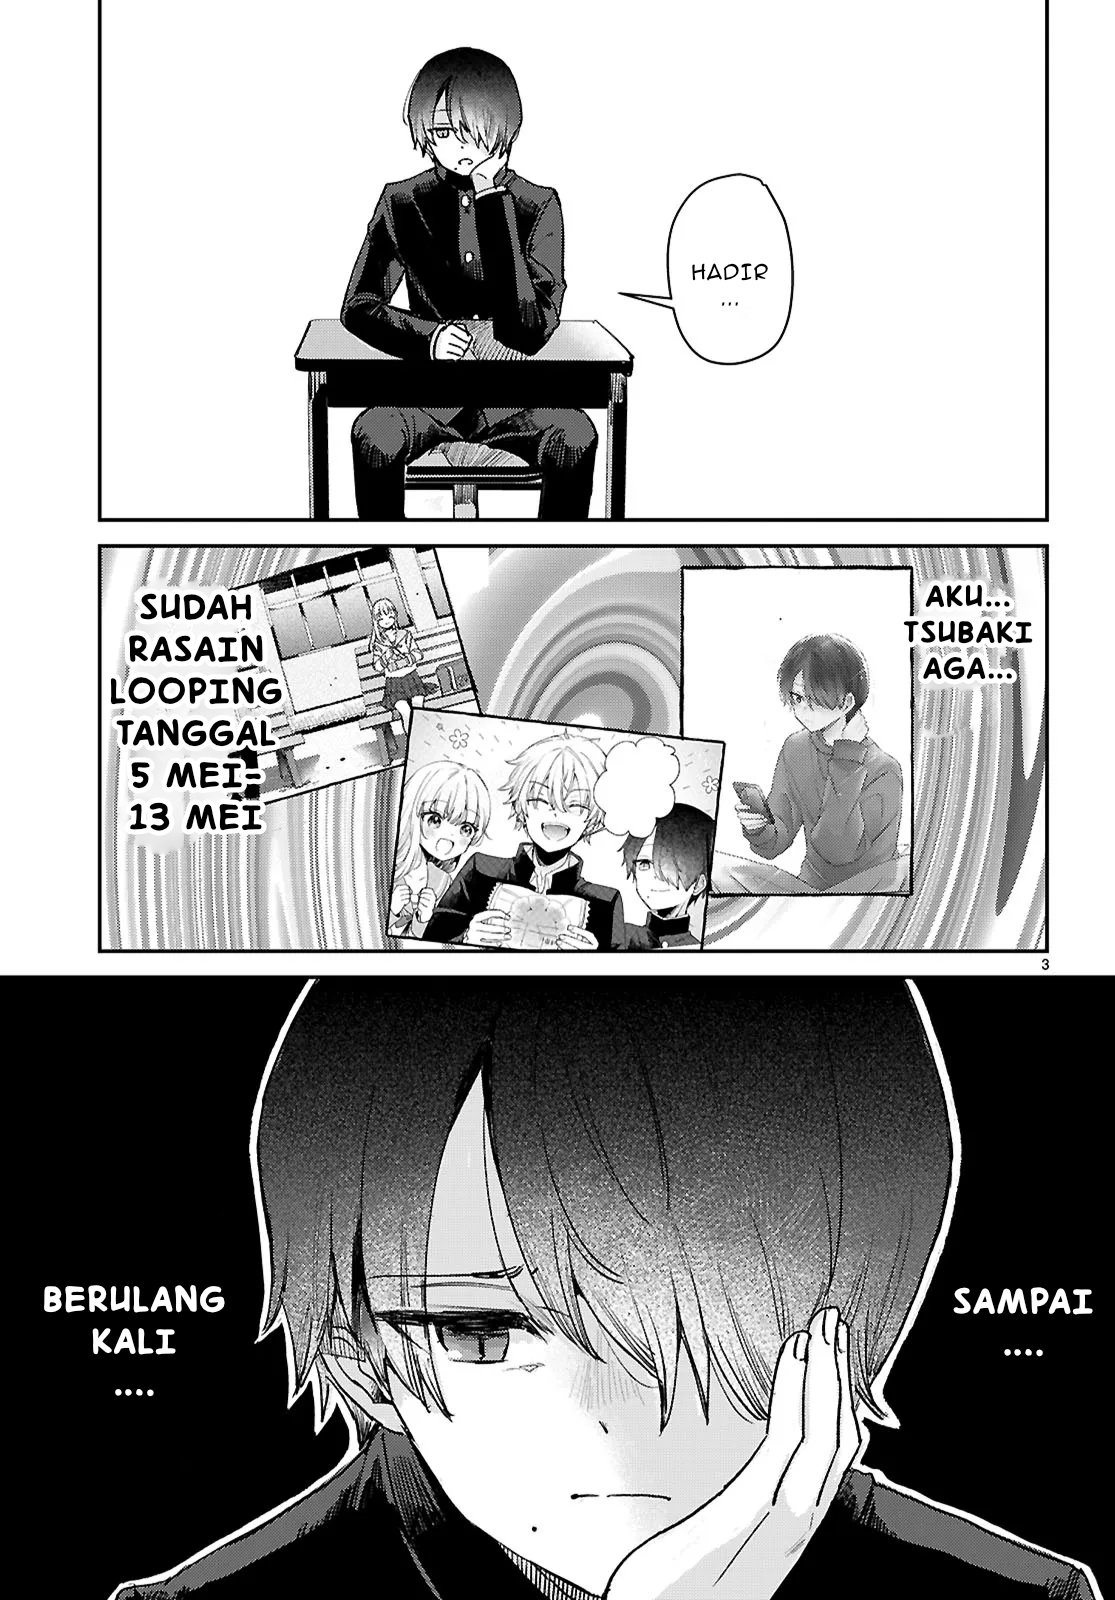 HADIR
...
AKU...
TSUBAKI
AGA...
SUDAH
RASAIN
LOOPING
TANGGAL
5 MEI-
13 MEI
3
SAMPAI
....
BERULANG
KALI
....